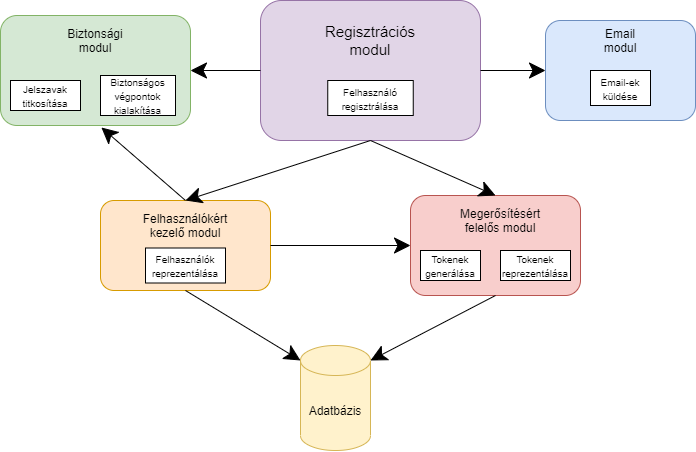 Biztonsági
modul
Jelszavak
titkosítása
Biztonságos
végpontok
kialakítása
Regisztrációs
modul
Felhasználó
regisztrálása
Email
modul
Email-ek
küldése
Felhasználókért
kezelő modul
Felhasználók
reprezentálása
Megerősítésért
felelős modul
Tokenek
generálása
Tokenek
reprezentálása
Adatbázis